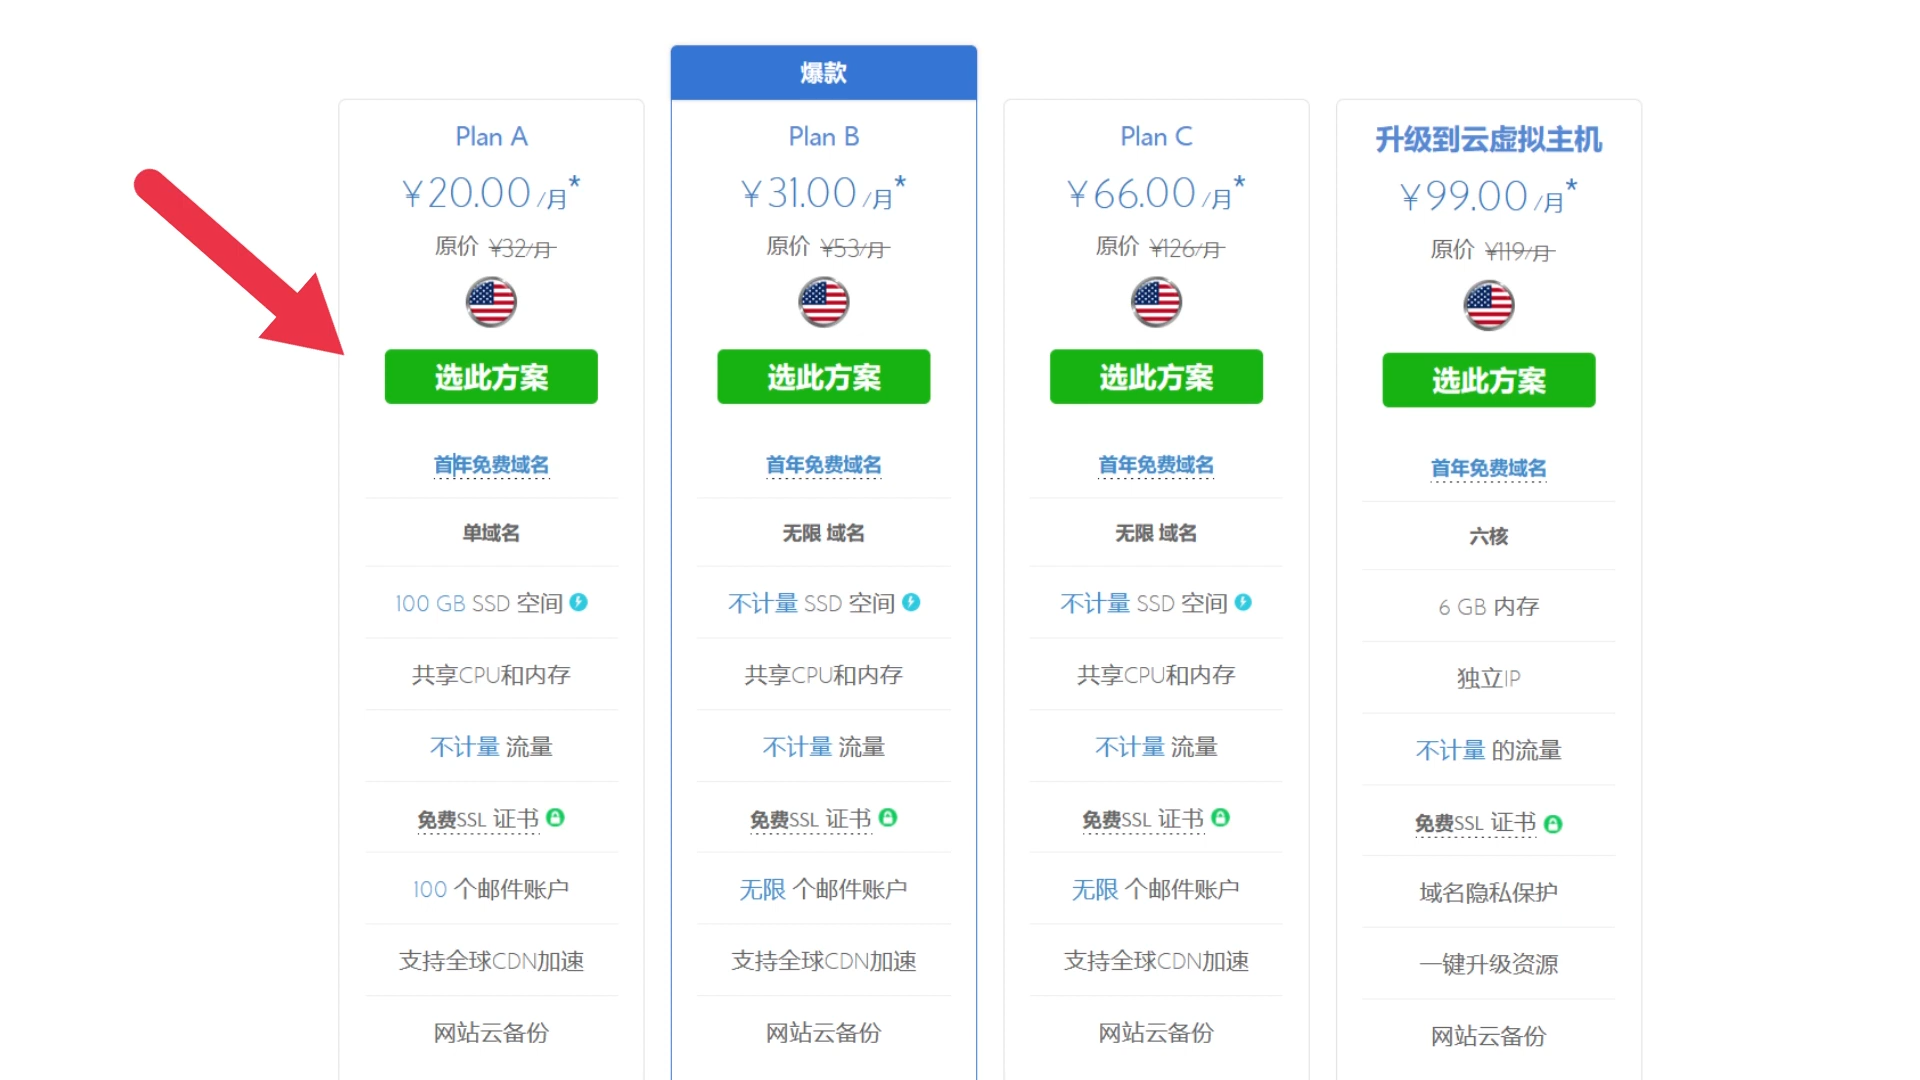 爆款
Plan A
¥20.00/月*
原价 ¥32/月
选此方案
首年免费域名
单域名
100 GB SSD 空间
共享CPU和内存
不计量 流量
免费SSL 证书
100 个邮件账户
支持全球CDN加速
网站云备份
Plan B
¥31.00/月*
原价 ¥53/月
选此方案
首年免费域名
无限 域名
不计量 SSD 空间
共享CPU和内存
不计量 流量
免费SSL 证书
无限 个邮件账户
支持全球CDN加速
网站云备份
Plan C
¥66.00/月*
原价 ¥126/月
选此方案
首年免费域名
无限 域名
不计量 SSD 空间
共享CPU和内存
不计量 流量
免费SSL 证书
无限 个邮件账户
支持全球CDN加速
网站云备份
升级到云虚拟主机
¥99.00/月*
原价 ¥119/月
选此方案
首年免费域名
六核
6 GB 内存
独立IP
不计量 的流量
免费SSL 证书
域名隐私保护
一键升级资源
网站云备份